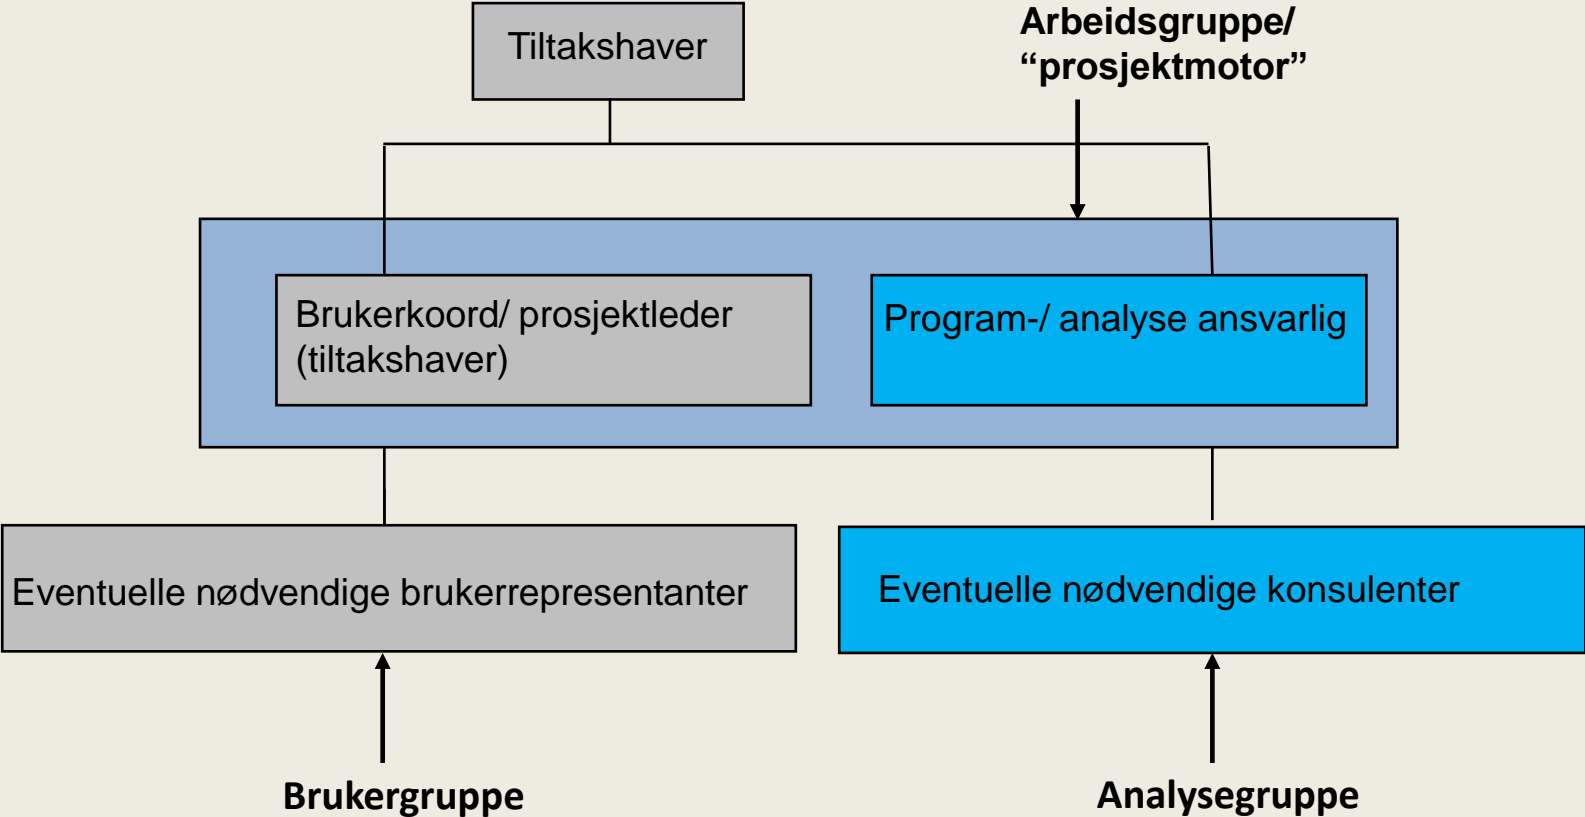 Tiltakshaver
Arbeidsgruppe/
“prosjektmotor”
Brukerkoord/ prosjektleder
(tiltakshaver)
Program-/ analyse ansvarlig
Eventuelle nødvendige brukerrepresentanter
Eventuelle nødvendige konsulenter
Brukergruppe
Analysegruppe